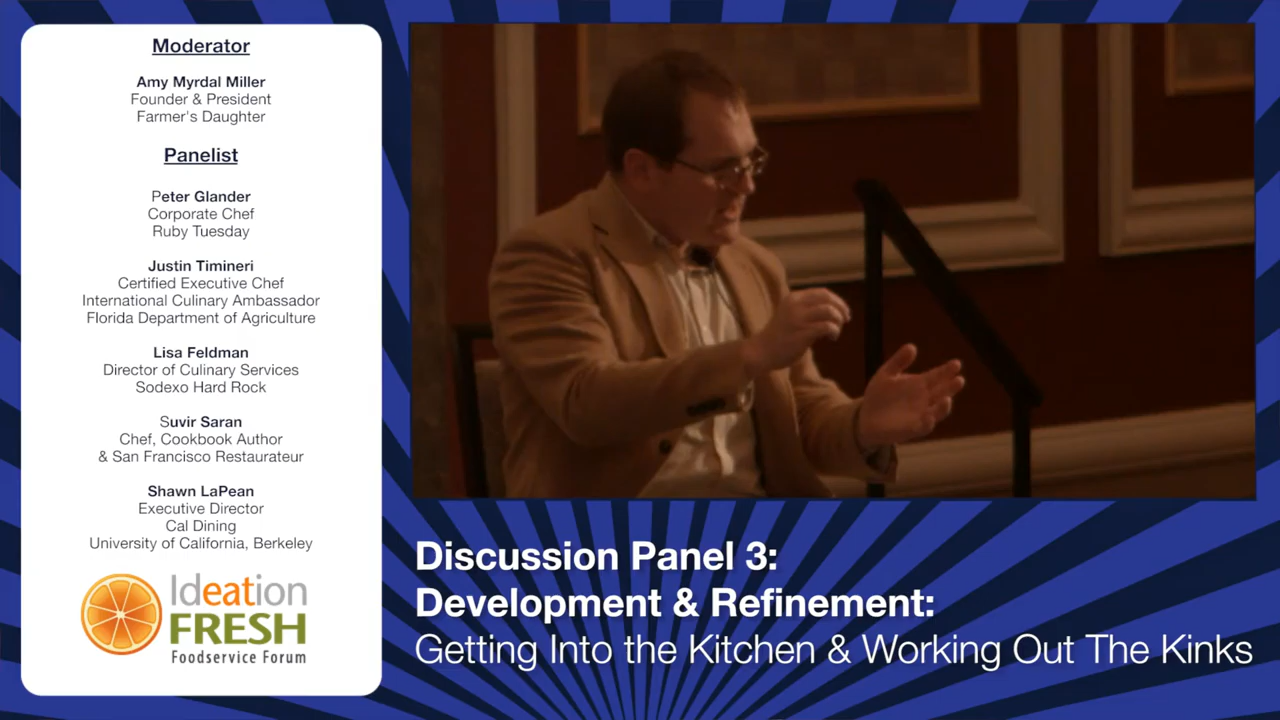 Moderator
Amy Myrdal Miller
Founder & President
Farmer's Daughter
Panelist
Peter Glander
Corporate Chef
Ruby Tuesday
Justin Timineri
Certified Executive Chef
International Culinary Ambassador
Florida Department of Agriculture
Lisa Feldman
Director of Culinary Services
Sodexo Hard Rock
Suvir Saran
Chef, Cookbook Author
& San Francisco Restaurateur
Shawn LaPean
Executive Director
Cal Dining
University of California, Berkeley
Ideation
FRESH
Foodservice Forum
Discussion Panel 3:
Development & Refinement:
Getting Into the Kitchen & Working Out The Kinks